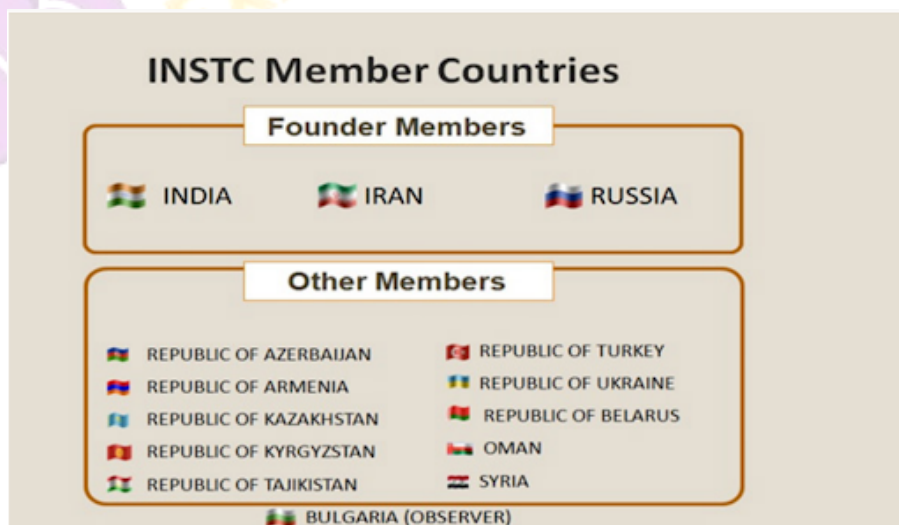 INSTC Member Countries
Founder Members
INDIA
IRAN
RUSSIA
Other Members
REPUBLIC OF AZERBAIJAN
REPUBLIC OF ARMENIA
REPUBLIC OF KAZAKHSTAN
REPUBLIC OF KYRGYZSTAN
REPUBLIC OF TAJIKISTAN
REPUBLIC OF TURKEY
REPUBLIC OF UKRAINE
REPUBLIC OF BELARUS
OMAN
SYRIA
BULGARIA (OBSERVER)